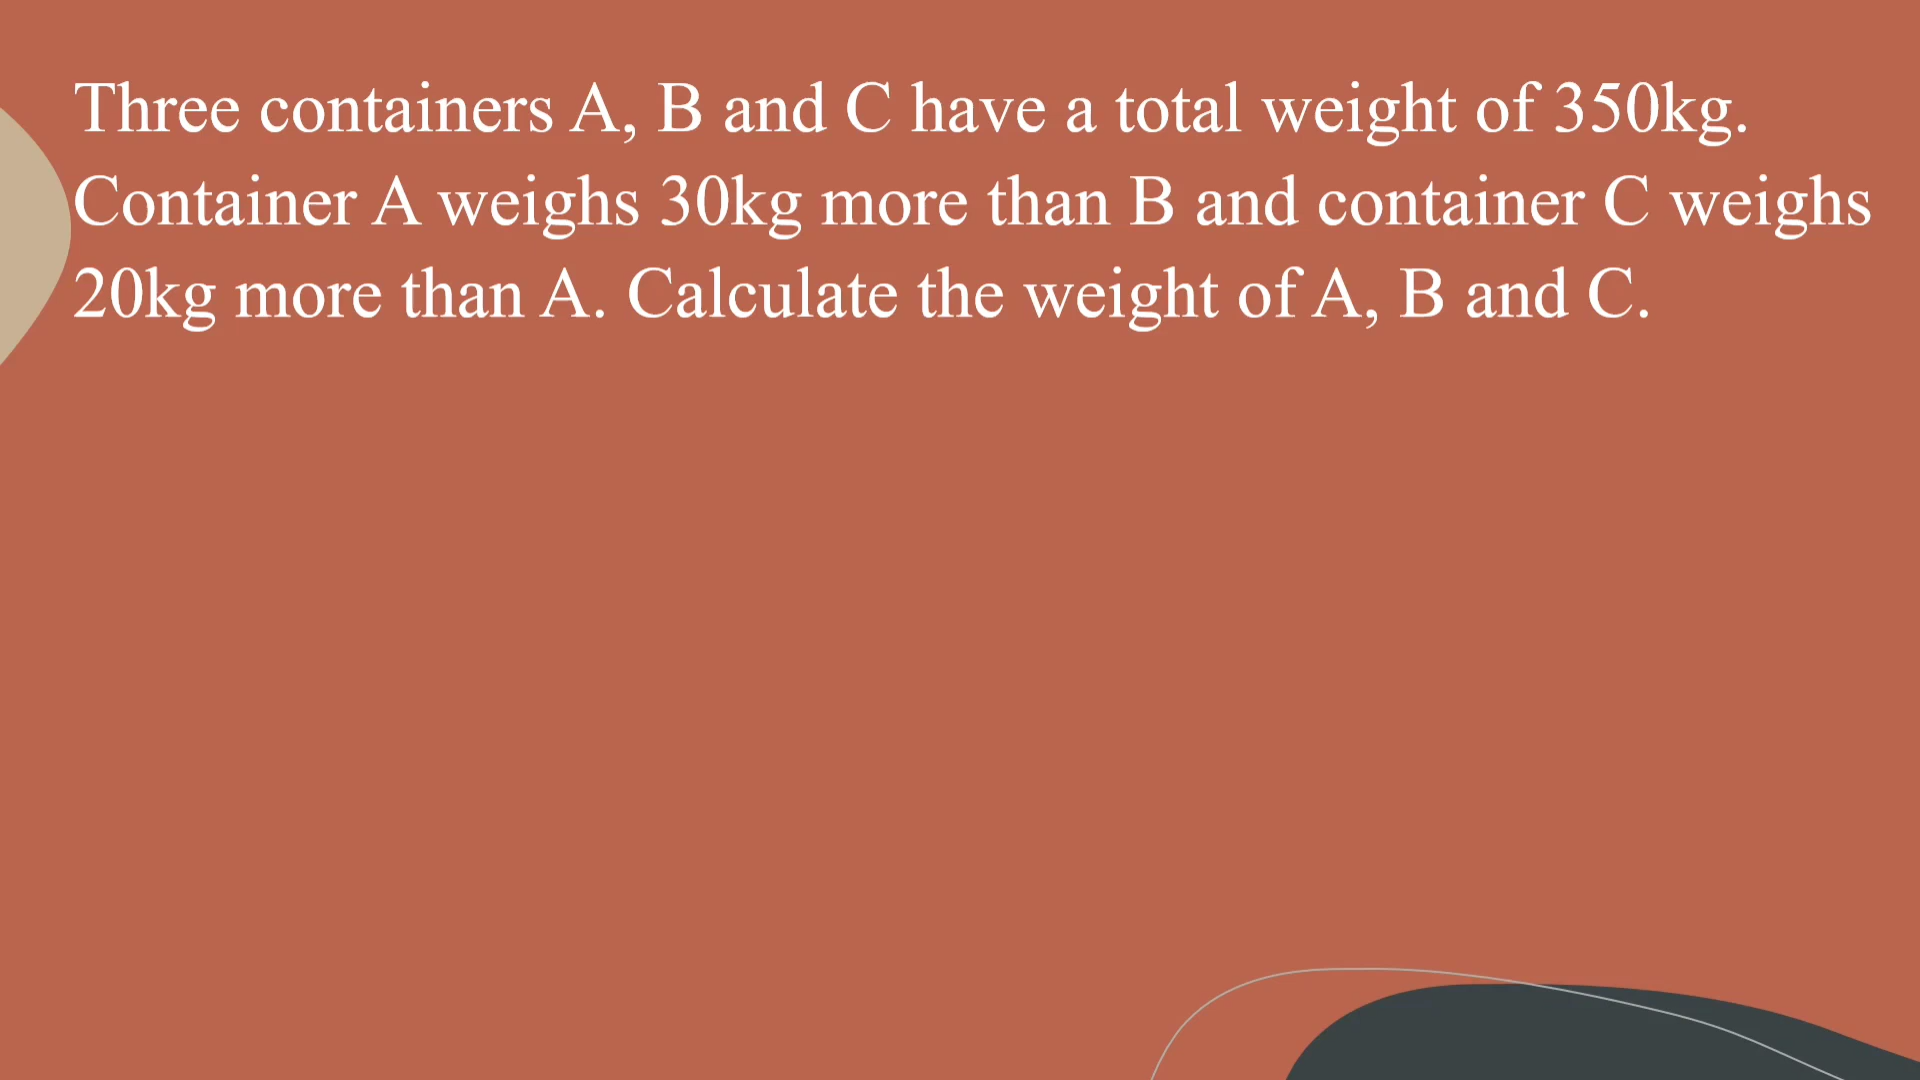 Three containers A, B and C have a total weight of 350kg.
Container A weighs 30kg more than B and container C weighs
20kg more than A. Calculate the weight of A, B and C.